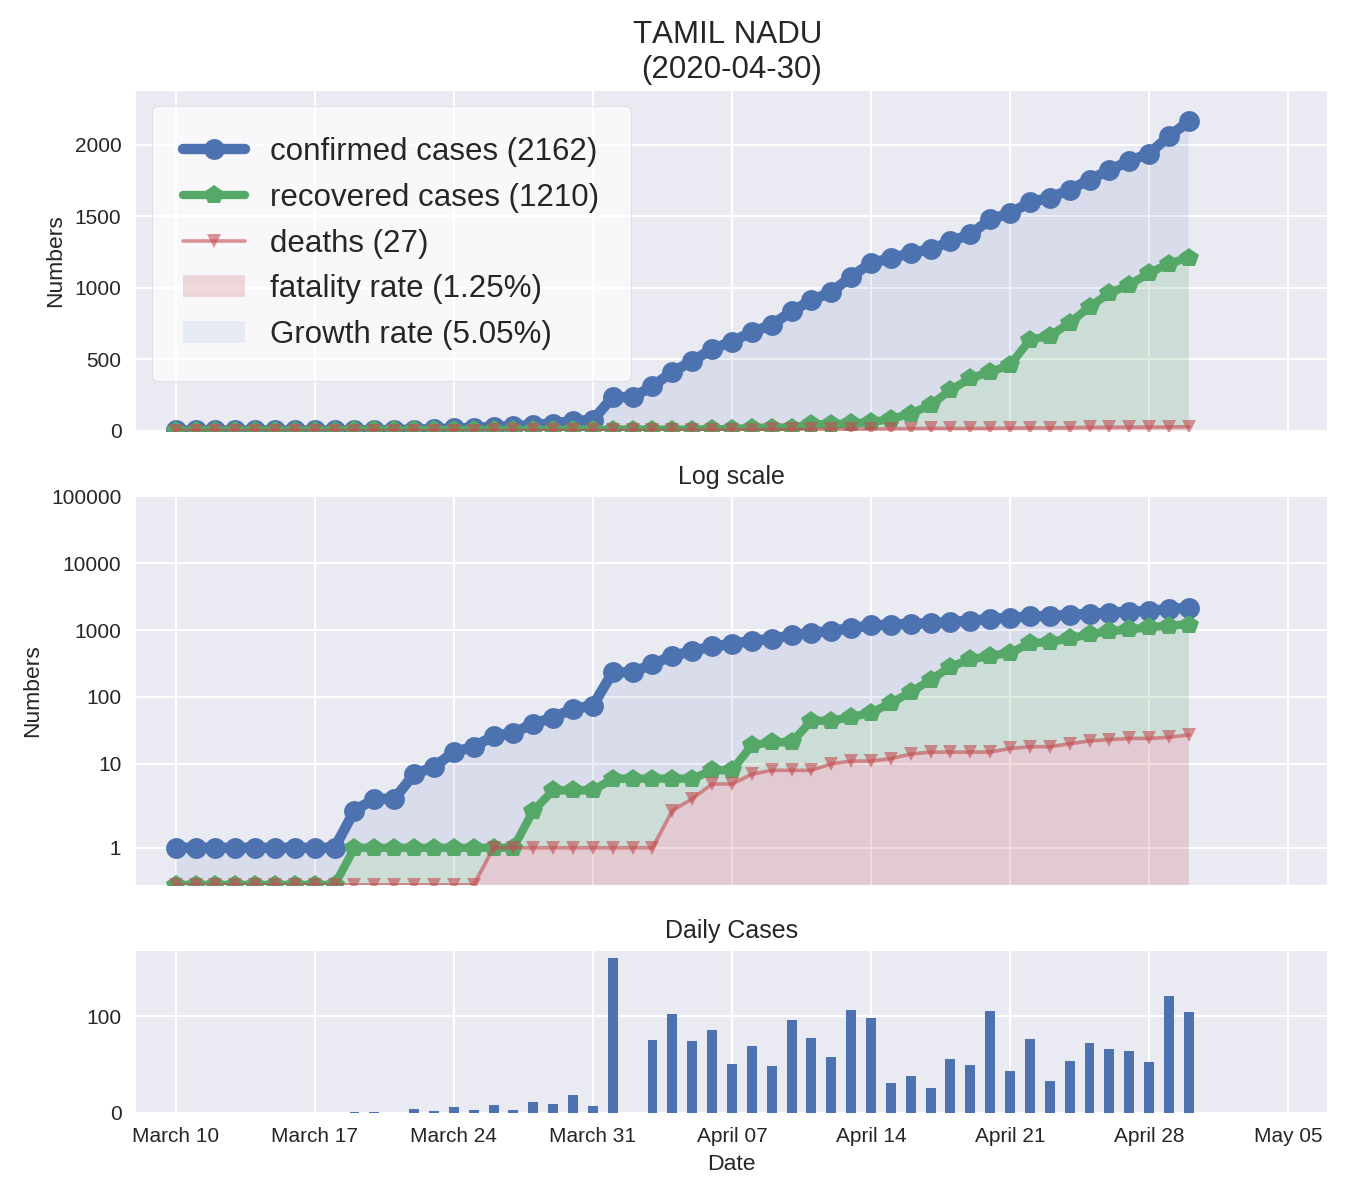 TAMIL NADU
(2020-04-30)
2000
1500
1000
500
0
Numbers
confirmed cases (2162)
recovered cases (1210)
deaths (27)
fatality rate (1.25%)
Growth rate (5.05%)
Log scale
100000
10000
1000
100
10
1
Numbers
Daily Cases
100
0
March 10 March 17 March 24 March 31 April 07 April 14 April 21 April 28 May 05
Date